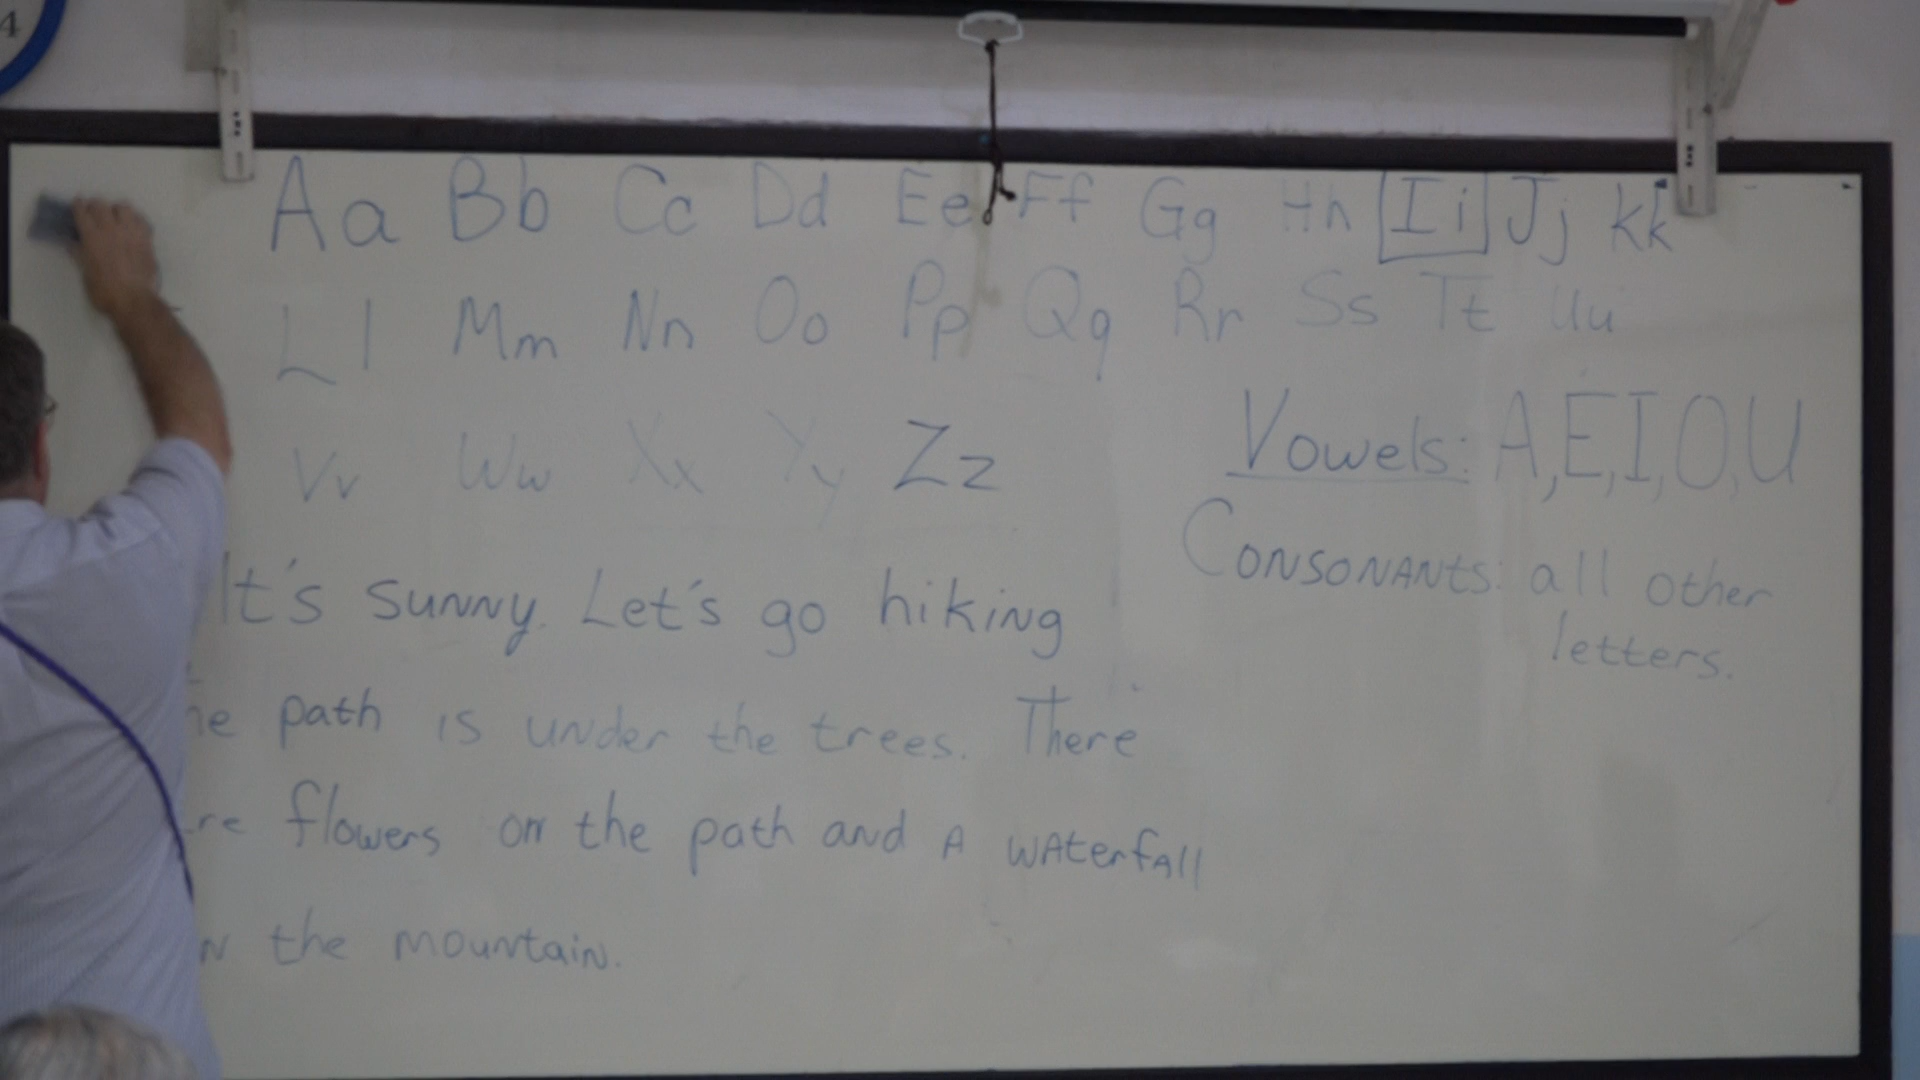 4
Aa Bb Cc Dd Ee Ff Gg Hh Ii Jj Kk
Ll Mm Nn Oo Pp Qq Rr Ss Tt Uu
Vv Ww Xx Yy Zz
Vowels: A,E,I,O,U
Consonants: all other
letters.
It's sunny. Let's go hiking
path is under the trees. There
flowers on the path and a waterfall
the mountain.